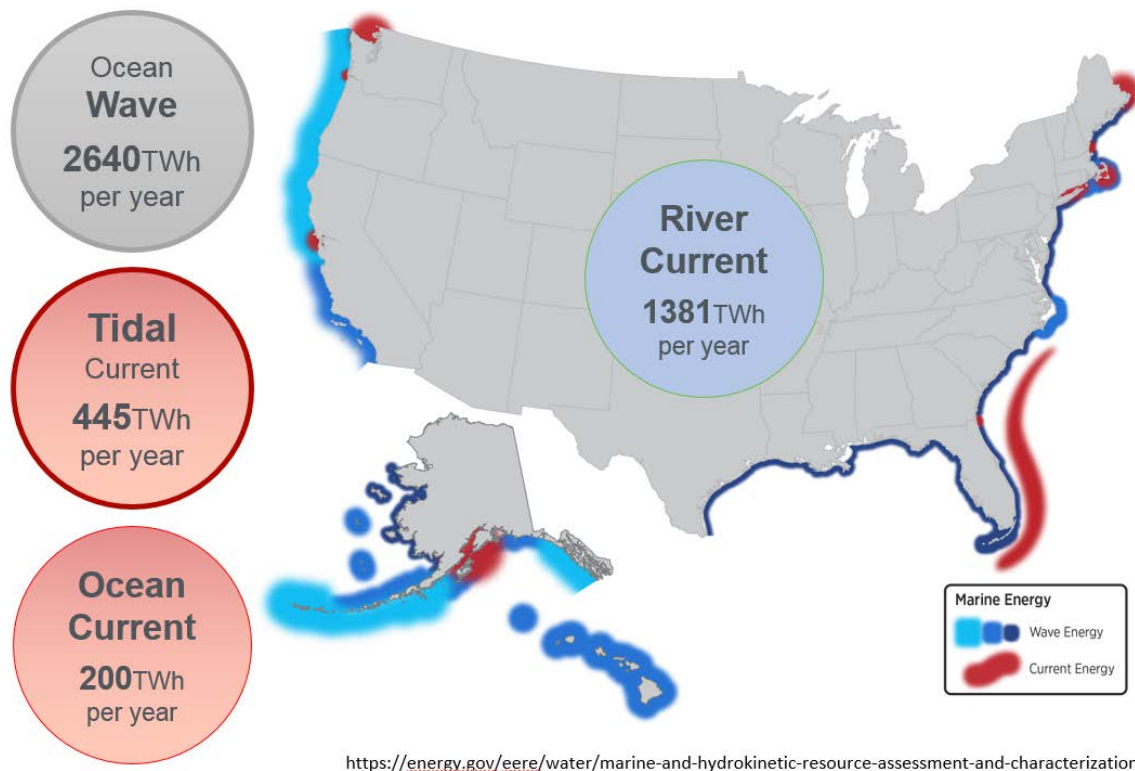 Ocean
Wave
2640TWh
per year
Tidal
Current
445TWh
per year
Ocean
Current
200TWh
per year
River
Current
1381TWh
per year
Marine Energy
Wave Energy
Current Energy
https://energy.gov/eere/water/marine-and-hydrokinetic-resource-assessment-and-characterization